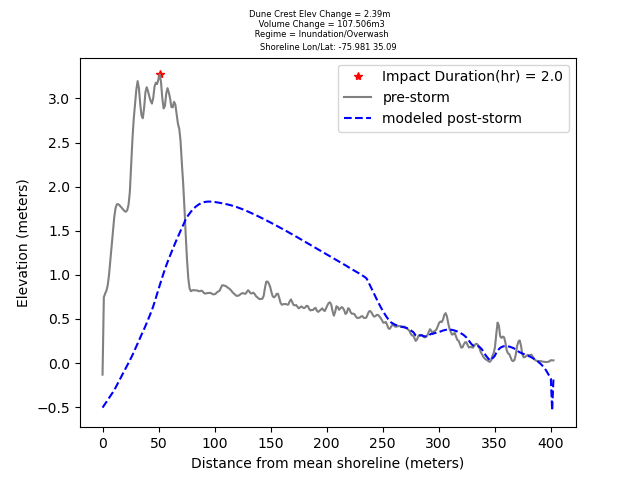 Dune Crest Elev Change = 2.39m
Volume Change = 107.506m3
Regime = Inundation/Overwash
Shoreline Lon/Lat: -75.981 35.09
Impact Duration(hr) = 2.0
pre-storm
modeled post-storm
3.0
2.5
2.0
1.5
1.0
0.5
0.0
−0.5
Elevation (meters)
0
50
100
150
200
250
300
350
400
Distance from mean shoreline (meters)